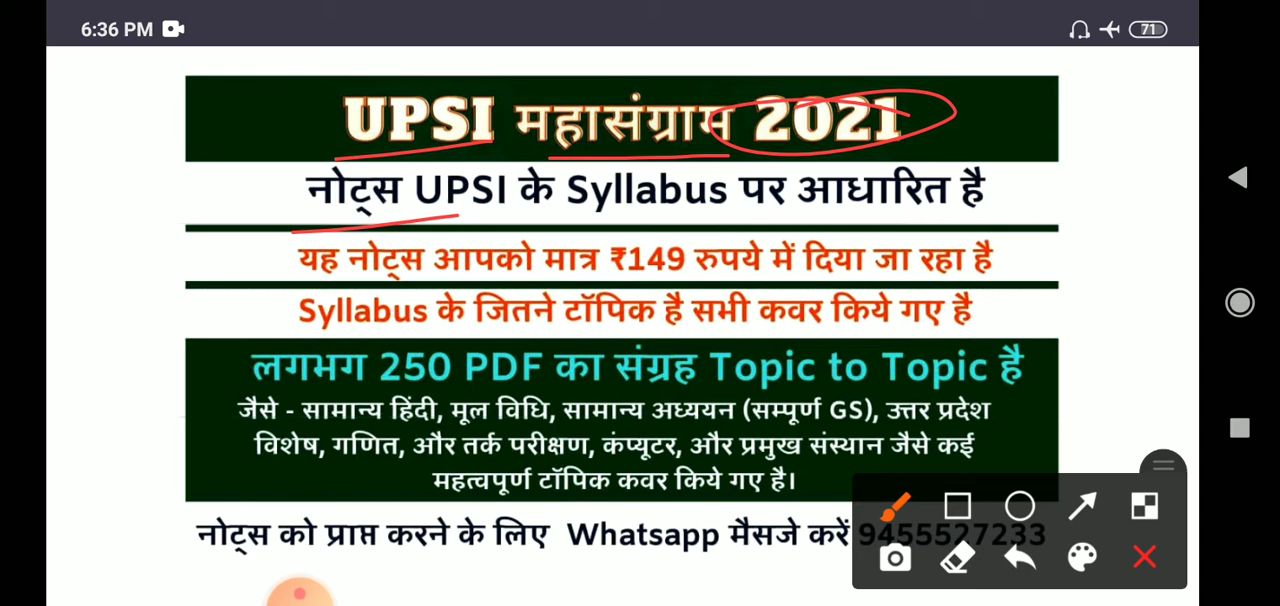 6:36 PM
71
UPSI महासंग्राम 2021
नोट्स UPSI के Syllabus पर आधारित है
यह नोट्स आपको मात्र ₹149 रुपये में दिया जा रहा है
Syllabus के जितने टॉपिक है सभी कवर किये गए है
लगभग 250 PDF का संग्रह Topic to Topic है
जैसे - सामान्य हिंदी, मूल विधि, सामान्य अध्ययन (सम्पूर्ण GS), उत्तर प्रदेश
विशेष, गणित, और तर्क परीक्षण, कंप्यूटर, और प्रमुख संस्थान जैसे कई
महत्वपूर्ण टॉपिक कवर किये गए है।
नोट्स को प्राप्त करने के लिए Whatsapp मैसजे करें 9455527233